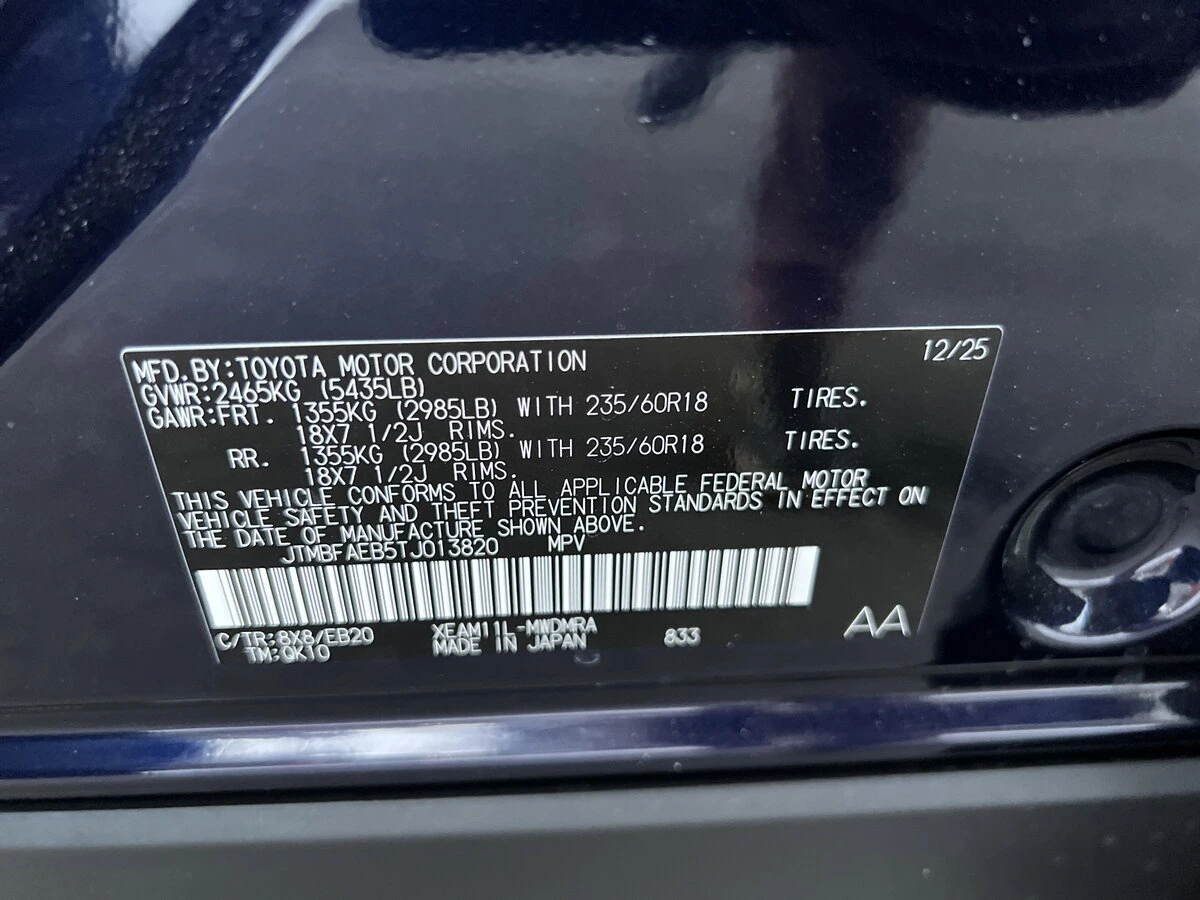 MFD.BY:TOYOTA MOTOR CORPORATION 12/25
GVWR:2465KG (5435LB)
GAWR:FRT. 1355KG (2985LB) WITH 235/60R18 TIRES.
18X7 1/2J RIMS.
RR. 1355KG (2985LB) WITH 235/60R18 TIRES.
18X7 1/2J RIMS.
THIS VEHICLE CONFORMS TO ALL APPLICABLE FEDERAL MOTOR
VEHICLE SAFETY AND THEFT PREVENTION STANDARDS IN EFFECT ON
THE DATE OF MANUFACTURE SHOWN ABOVE.
JTMBFAEB5TJ013820 MPV
C/TR:8X8/EB20 XEAM11L-MWDMRA 833 AA
TM:QK10 MADE IN JAPAN